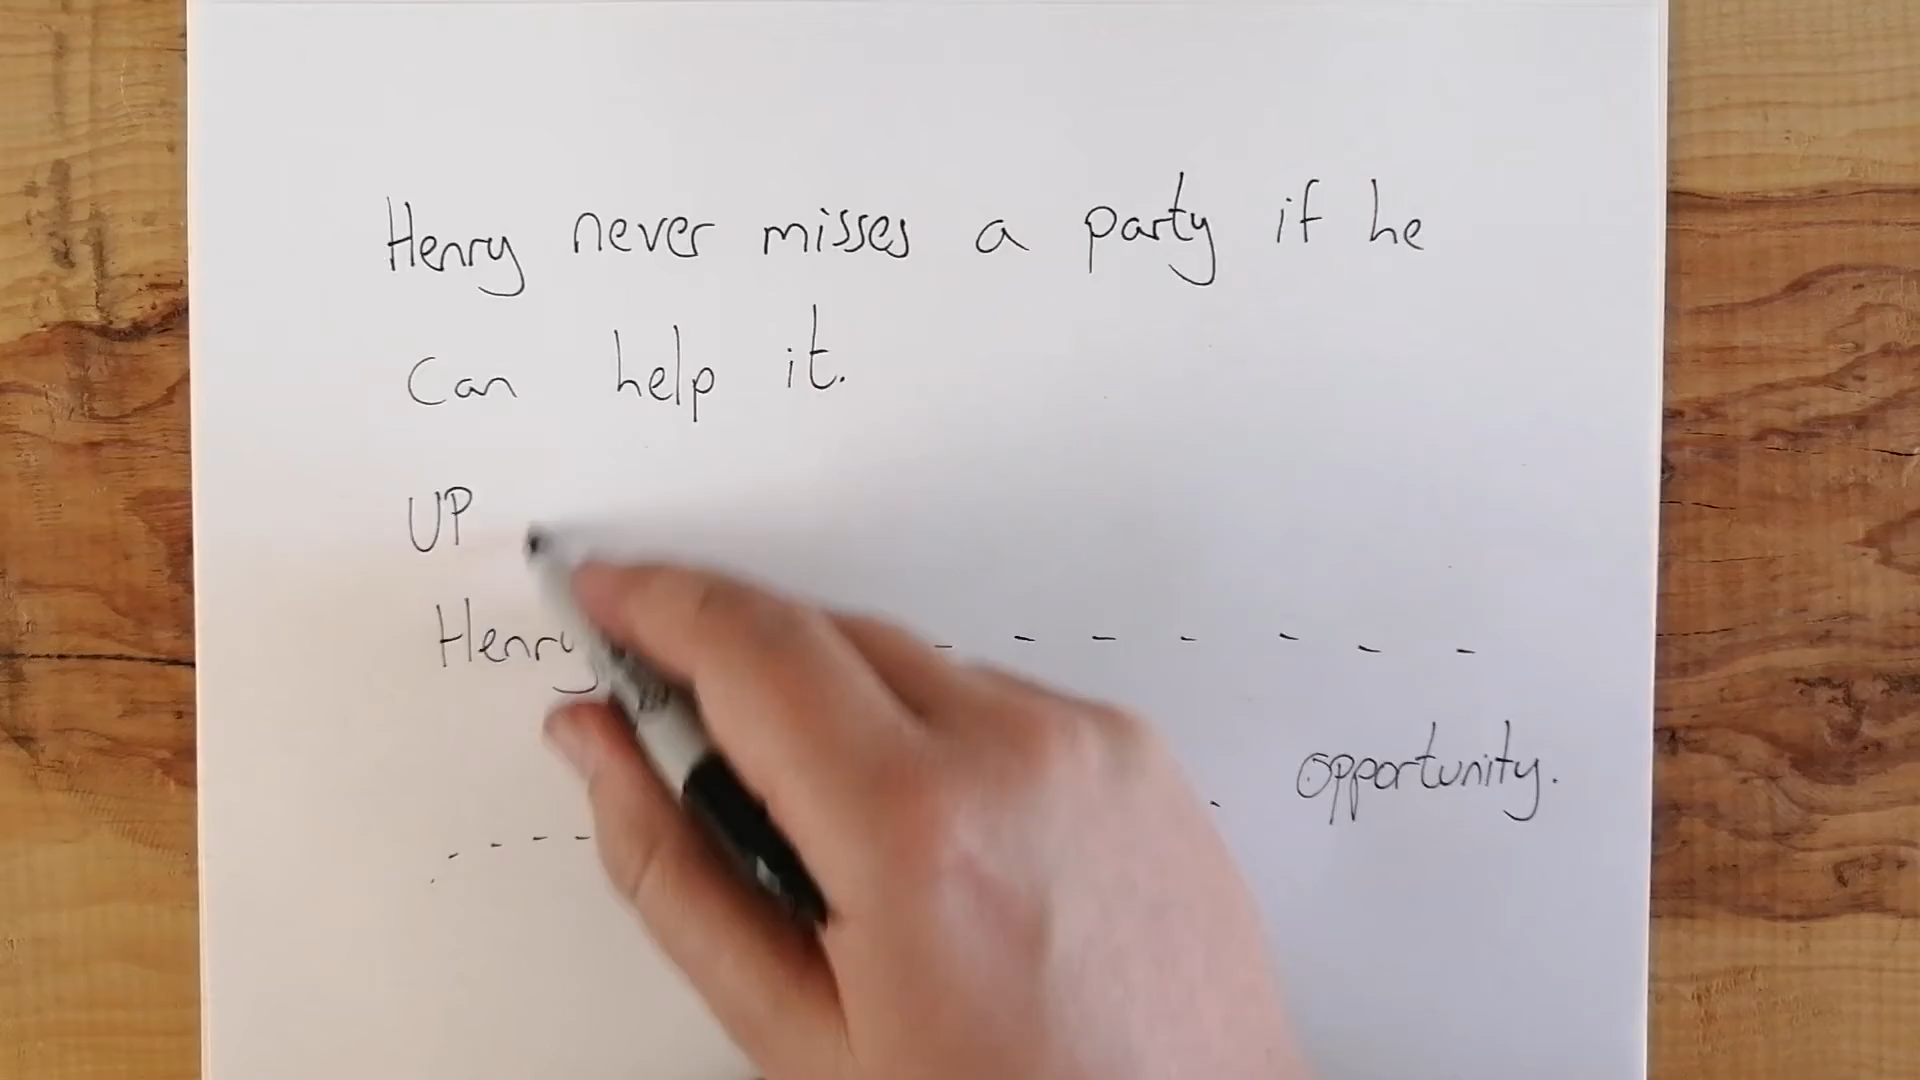 Henry never misses a party if he
can help it.
UP
Henry - - - - - - -
opportunity.